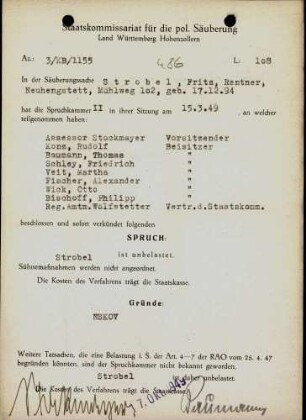 Staatskommissariat für die pol. Säuberung
Land Württemberg Hohenzollern
Az: 3/KB/1155
486
L. 108
In der Säuberungssache S t r o b e l , Fritz, Rentner,
Neuhengstett, Mühlweg 102, geb. 17.12.94
hat die Spruchkammer II in ihrer Sitzung am 15.3.49 , an welcher
teilgenommen haben:
Assessor Stockmayer Vorsitzender
Konz, Rudolf Beisitzer
Baumann, Thomas "
Schley, Friedrich "
Veit, Martha "
Fischer, Alexander "
Wick, Otto "
Bischoff, Philipp "
Reg.Amtm.Wolfstetter Vertr.d.Staatskomm.
beschlossen und sofort verkündet folgenden
SPRUCH:
Strobel ist unbelastet.
Sühnemaßnahmen werden nicht angeordnet.
Die Kosten des Verfahrens trägt die Staatskasse.
Gründe:
NSKOV
Weitere Tatsachen, die eine Belastung i. S. der Art. 4—7 der RAO vom 26. 4. 47
begründen könnten, sind der Spruchkammer nicht bekannt geworden.
Strobel ist daher unbelastet.
Die Kosten des Verfahrens trägt die Staatskasse.
Baumann